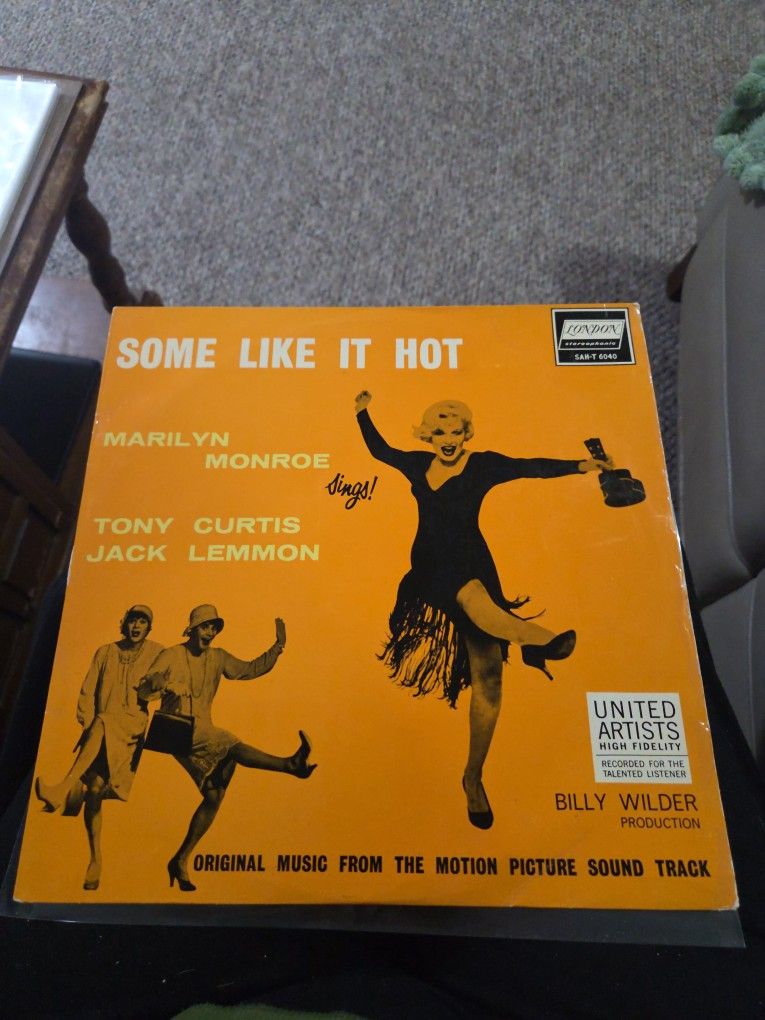 SOME LIKE IT HOT
LONDON
stereophonic
SAH-T 6040
MARILYN
MONROE
sings!
TONY CURTIS
JACK LEMMON
UNITED
ARTISTS
HIGH FIDELITY
RECORDED FOR THE
TALENTED LISTENER
BILLY WILDER
PRODUCTION
ORIGINAL MUSIC FROM THE MOTION PICTURE SOUND TRACK